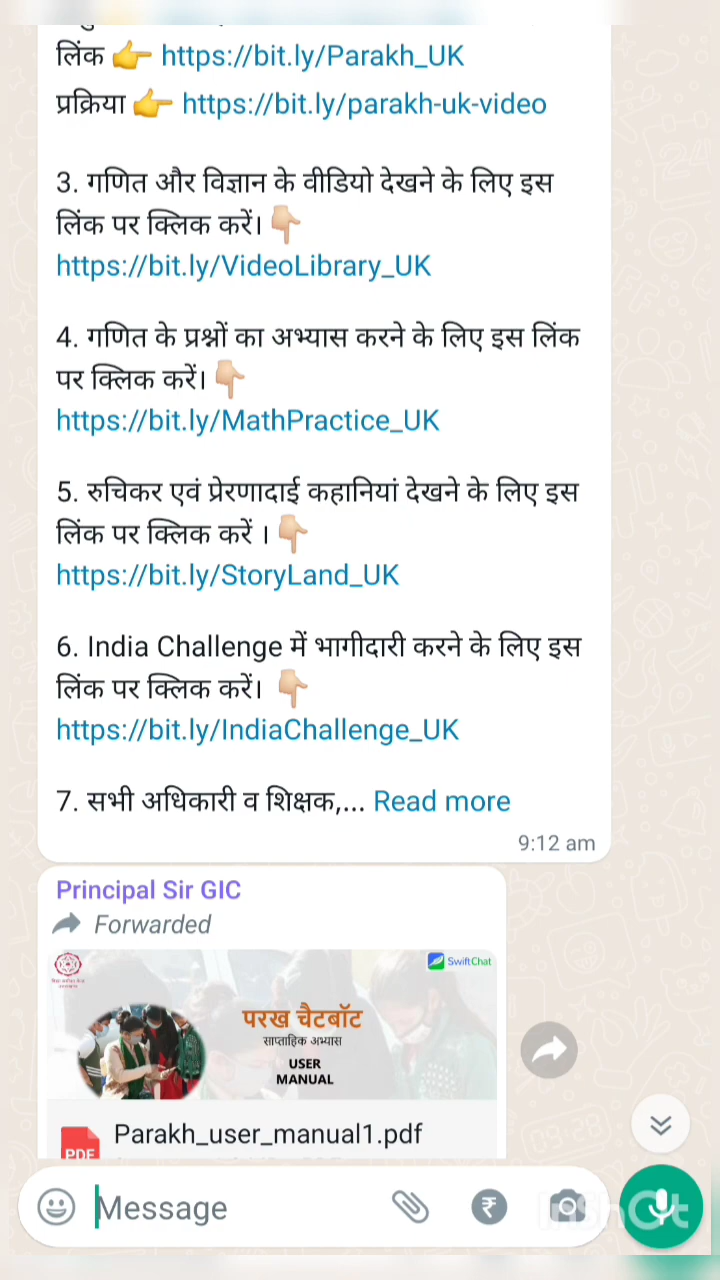 लिंक 👉 https://bit.ly/Parakh_UK
प्रक्रिया 👉 https://bit.ly/parakh-uk-video
3. गणित और विज्ञान के वीडियो देखने के लिए इस
लिंक पर क्लिक करें। 👇🏻
https://bit.ly/VideoLibrary_UK
4. गणित के प्रश्नों का अभ्यास करने के लिए इस लिंक
पर क्लिक करें। 👇🏻
https://bit.ly/MathPractice_UK
5. रुचिकर एवं प्रेरणादाई कहानियां देखने के लिए इस
लिंक पर क्लिक करें । 👇🏻
https://bit.ly/StoryLand_UK
6. India Challenge में भागीदारी करने के लिए इस
लिंक पर क्लिक करें। 👇🏻
https://bit.ly/IndiaChallenge_UK
7. सभी अधिकारी व शिक्षक,... Read more
9:12 am
Principal Sir GIC
Forwarded
SwiftChat
परख चैटबॉट
साप्ताहिक अभ्यास
USER
MANUAL
Parakh_user_manual1.pdf
PDF
Message
InShOt